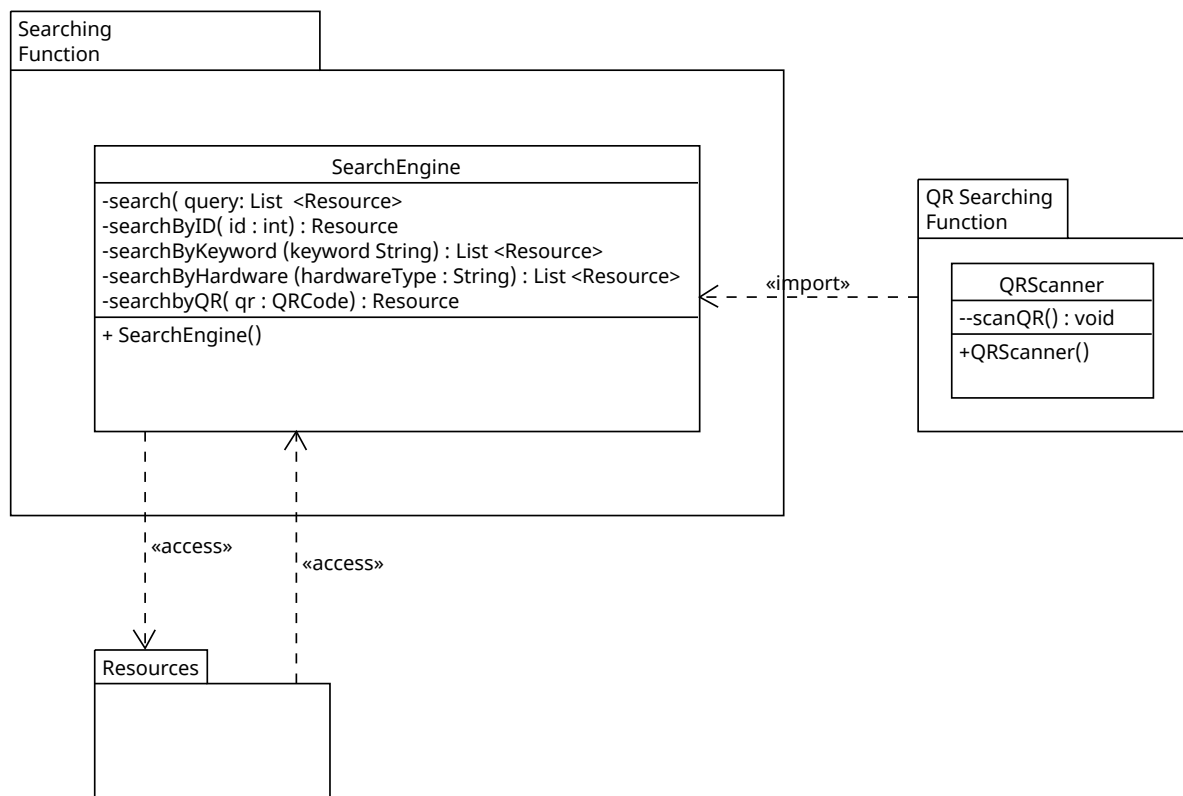 Searching
Function
SearchEngine
-search( query: List  <Resource>
-searchByID( id : int) : Resource
-searchByKeyword (keyword String) : List <Resource>
-searchByHardware (hardwareType : String) : List <Resource>
-searchbyQR( qr : QRCode) : Resource
+ SearchEngine()
QR Searching
Function
«import»
QRScanner
--scanQR() : void
+QRScanner()
«access»
«access»
Resources